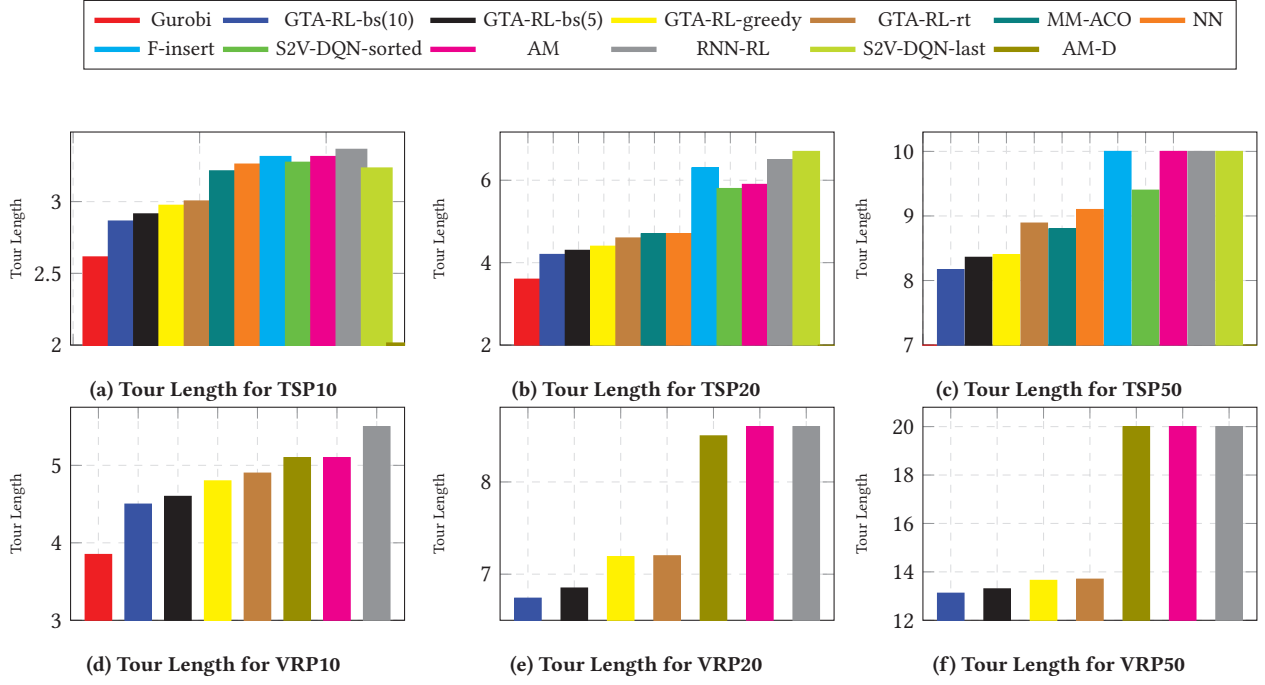 Gurobi GTA-RL-bs(10) GTA-RL-bs(5) GTA-RL-greedy GTA-RL-rt MM-ACO NN
F-insert S2V-DQN-sorted AM RNN-RL S2V-DQN-last AM-D
Tour Length
3
2.5
2
(a) Tour Length for TSP10
Tour Length
6
4
2
(b) Tour Length for TSP20
Tour Length
10
9
8
7
(c) Tour Length for TSP50
Tour Length
5
4
3
(d) Tour Length for VRP10
Tour Length
8
7
(e) Tour Length for VRP20
Tour Length
20
18
16
14
12
(f) Tour Length for VRP50